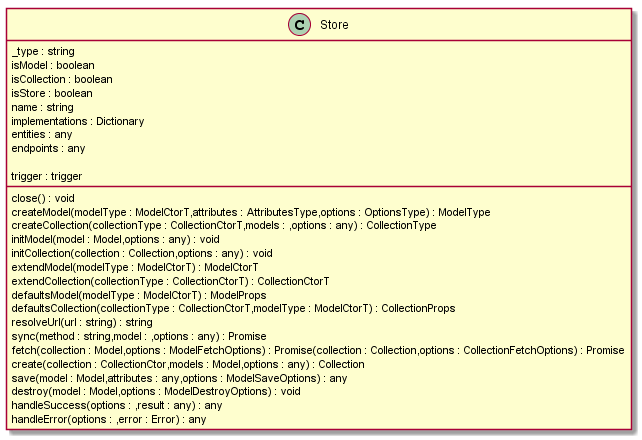 C Store
_type : string
isModel : boolean
isCollection : boolean
isStore : boolean
name : string
implementations : Dictionary
entities : any
endpoints : any
trigger : trigger
close() : void
createModel(modelType : ModelCtorT,attributes : AttributesType,options : OptionsType) : ModelType
createCollection(collectionType : CollectionCtorT,models : ,options : any) : CollectionType
initModel(model : Model,options : any) : void
initCollection(collection : Collection,options : any) : void
extendModel(modelType : ModelCtorT) : ModelCtorT
extendCollection(collectionType : CollectionCtorT) : CollectionCtorT
defaultsModel(modelType : ModelCtorT) : ModelProps
defaultsCollection(collectionType : CollectionCtorT,modelType : ModelCtorT) : CollectionProps
resolveUrl(url : string) : string
sync(method : string,model : ,options : any) : Promise
fetch(collection : Model,options : ModelFetchOptions) : Promise(collection : Collection,options : CollectionFetchOptions) : Promise
create(collection : CollectionCtor,models : Model,options : any) : Collection
save(model : Model,attributes : any,options : ModelSaveOptions) : any
destroy(model : Model,options : ModelDestroyOptions) : void
handleSuccess(options : ,result : any) : any
handleError(options : ,error : Error) : any